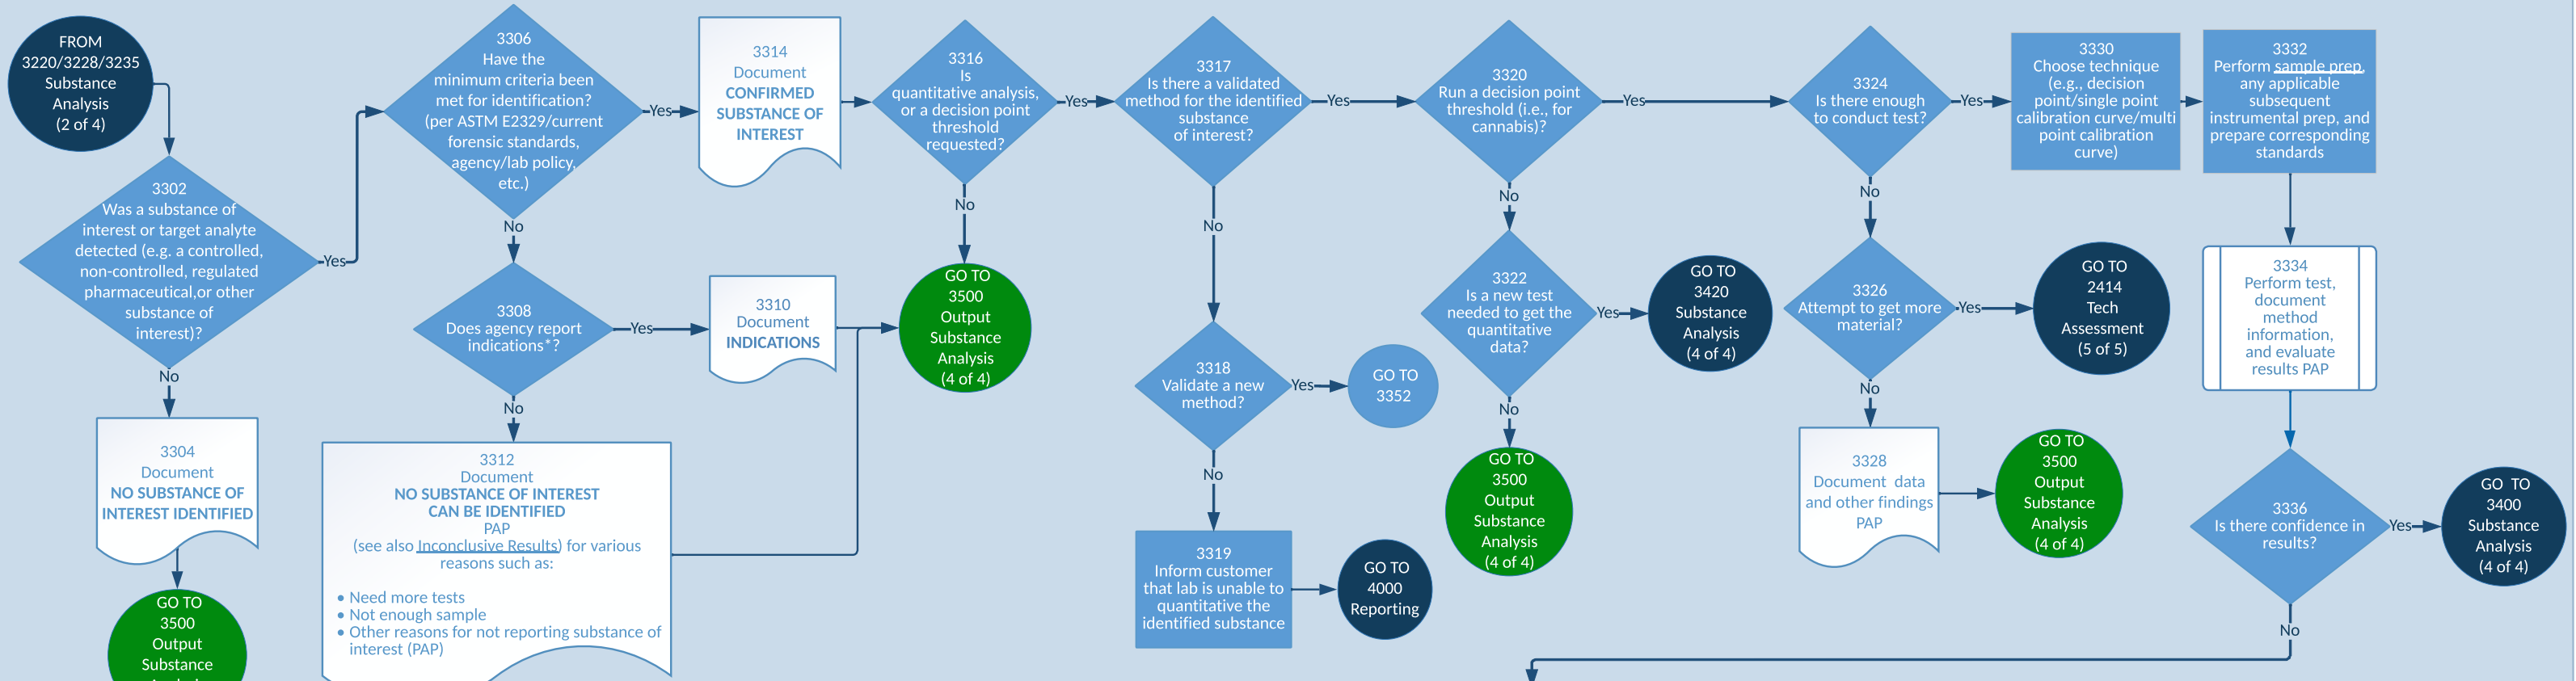 FROM
3220/3228/3235
Substance
Analysis
(2 of 4)
3302
Was a substance of
interest or target analyte
detected (e.g. a controlled,
non-controlled, regulated
pharmaceutical,or other
substance of
interest)?
Yes
No
3304
Document
NO SUBSTANCE OF
INTEREST IDENTIFIED
GO TO
3500
Output
Substance
3306
Have the
minimum criteria been
met for identification?
(per ASTM E2329/current
forensic standards,
agency/lab policy,
etc.)
Yes
No
3308
Does agency report
indications*?
Yes
No
3310
Document
INDICATIONS
3312
Document
NO SUBSTANCE OF INTEREST
CAN BE IDENTIFIED
PAP
(see also Inconclusive Results) for various
reasons such as:
• Need more tests
• Not enough sample
• Other reasons for not reporting substance of
interest (PAP)
3314
Document
CONFIRMED
SUBSTANCE OF
INTEREST
3316
Is
quantitative analysis,
or a decision point
threshold
requested?
Yes
No
GO TO
3500
Output
Substance
Analysis
(4 of 4)
3317
Is there a validated
method for the identified
substance
of interest?
Yes
No
3318
Validate a new
method?
Yes
GO TO
3352
No
3319
Inform customer
that lab is unable to
quantitative the
identified substance
GO TO
4000
Reporting
3320
Run a decision point
threshold (i.e., for
cannabis)?
Yes
No
3322
Is a new test
needed to get the
quantitative
data?
Yes
GO TO
3420
Substance
Analysis
(4 of 4)
No
GO TO
3500
Output
Substance
Analysis
(4 of 4)
3324
Is there enough
to conduct test?
Yes
No
3326
Attempt to get more
material?
Yes
GO TO
2414
Tech
Assessment
(5 of 5)
No
3328
Document data
and other findings
PAP
GO TO
3500
Output
Substance
Analysis
(4 of 4)
3330
Choose technique
(e.g., decision
point/single point
calibration curve/multi
point calibration
curve)
3332
Perform sample prep,
any applicable
subsequent
instrumental prep, and
prepare corresponding
standards
3334
Perform test,
document
method
information,
and evaluate
results PAP
3336
Is there confidence in
results?
Yes
GO TO
3400
Substance
Analysis
(4 of 4)
No